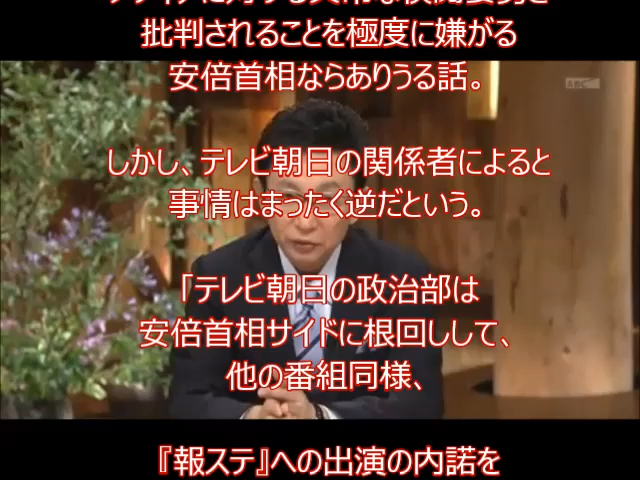 批判されることを極度に嫌がる
安倍首相ならありうる話。
ABC
しかし、テレビ朝日の関係者によると
事情はまったく逆だという。
「テレビ朝日の政治部は
安倍首相サイドに根回しして、
他の番組同様、
『報ステ』への出演の内諾を